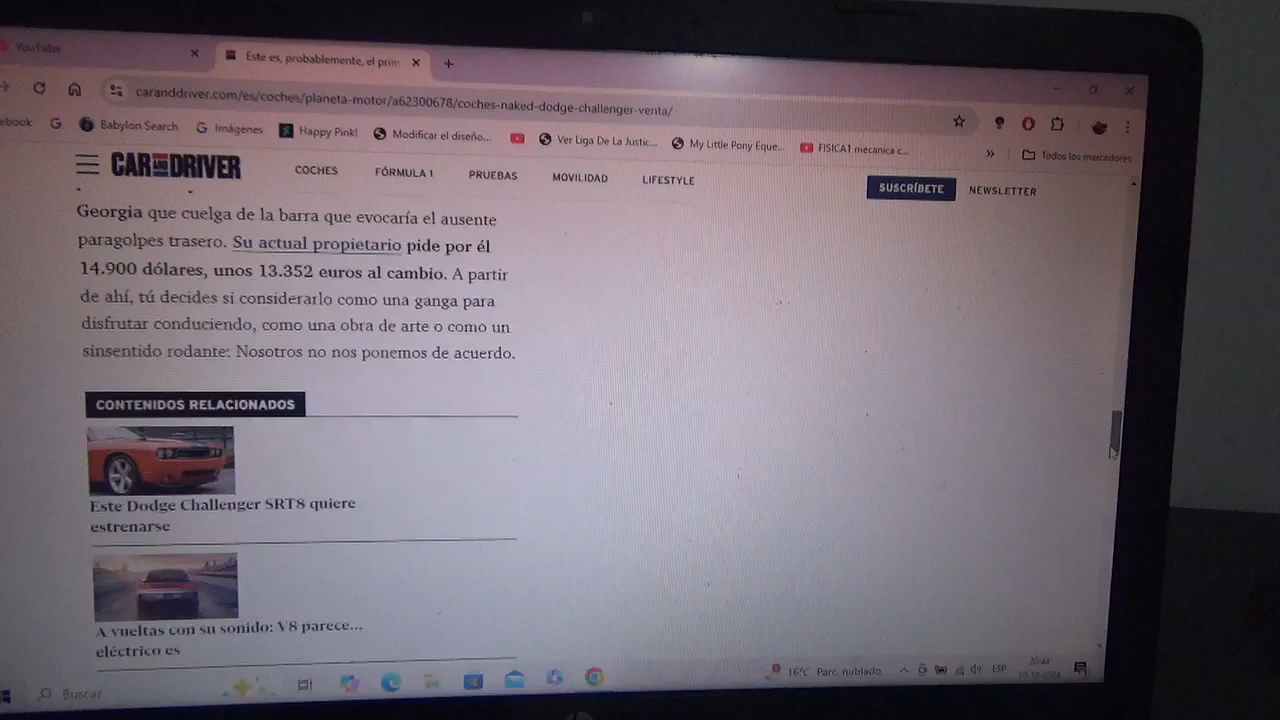 YouTube
Este es, probablemente, el prim
caranddriver.com/es/coches/planeta-motor/a62300678/coches-naked-dodge-challenger-venta/
ebook
Babylon Search
Imágenes
Happy Pink!
Modificar el diseño...
Ver Liga De La Justic...
My Little Pony Eque...
FISICA1 mecanica c...
»
Todos los marcadores
CAR AND DRIVER
COCHES
FÓRMULA 1
PRUEBAS
MOVILIDAD
LIFESTYLE
SUSCRÍBETE
NEWSLETTER
Georgia que cuelga de la barra que evocaría el ausente
paragolpes trasero. Su actual propietario pide por él
14.900 dólares, unos 13.352 euros al cambio. A partir
de ahí, tú decides si considerarlo como una ganga para
disfrutar conduciendo, como una obra de arte o como un
sinsentido rodante: Nosotros no nos ponemos de acuerdo.
CONTENIDOS RELACIONADOS
Este Dodge Challenger SRT8 quiere
estrenarse
A vueltas con su sonido: V8 parece...
eléctrico es
Buscar
16°C Parc. nublado
ESP
20:44